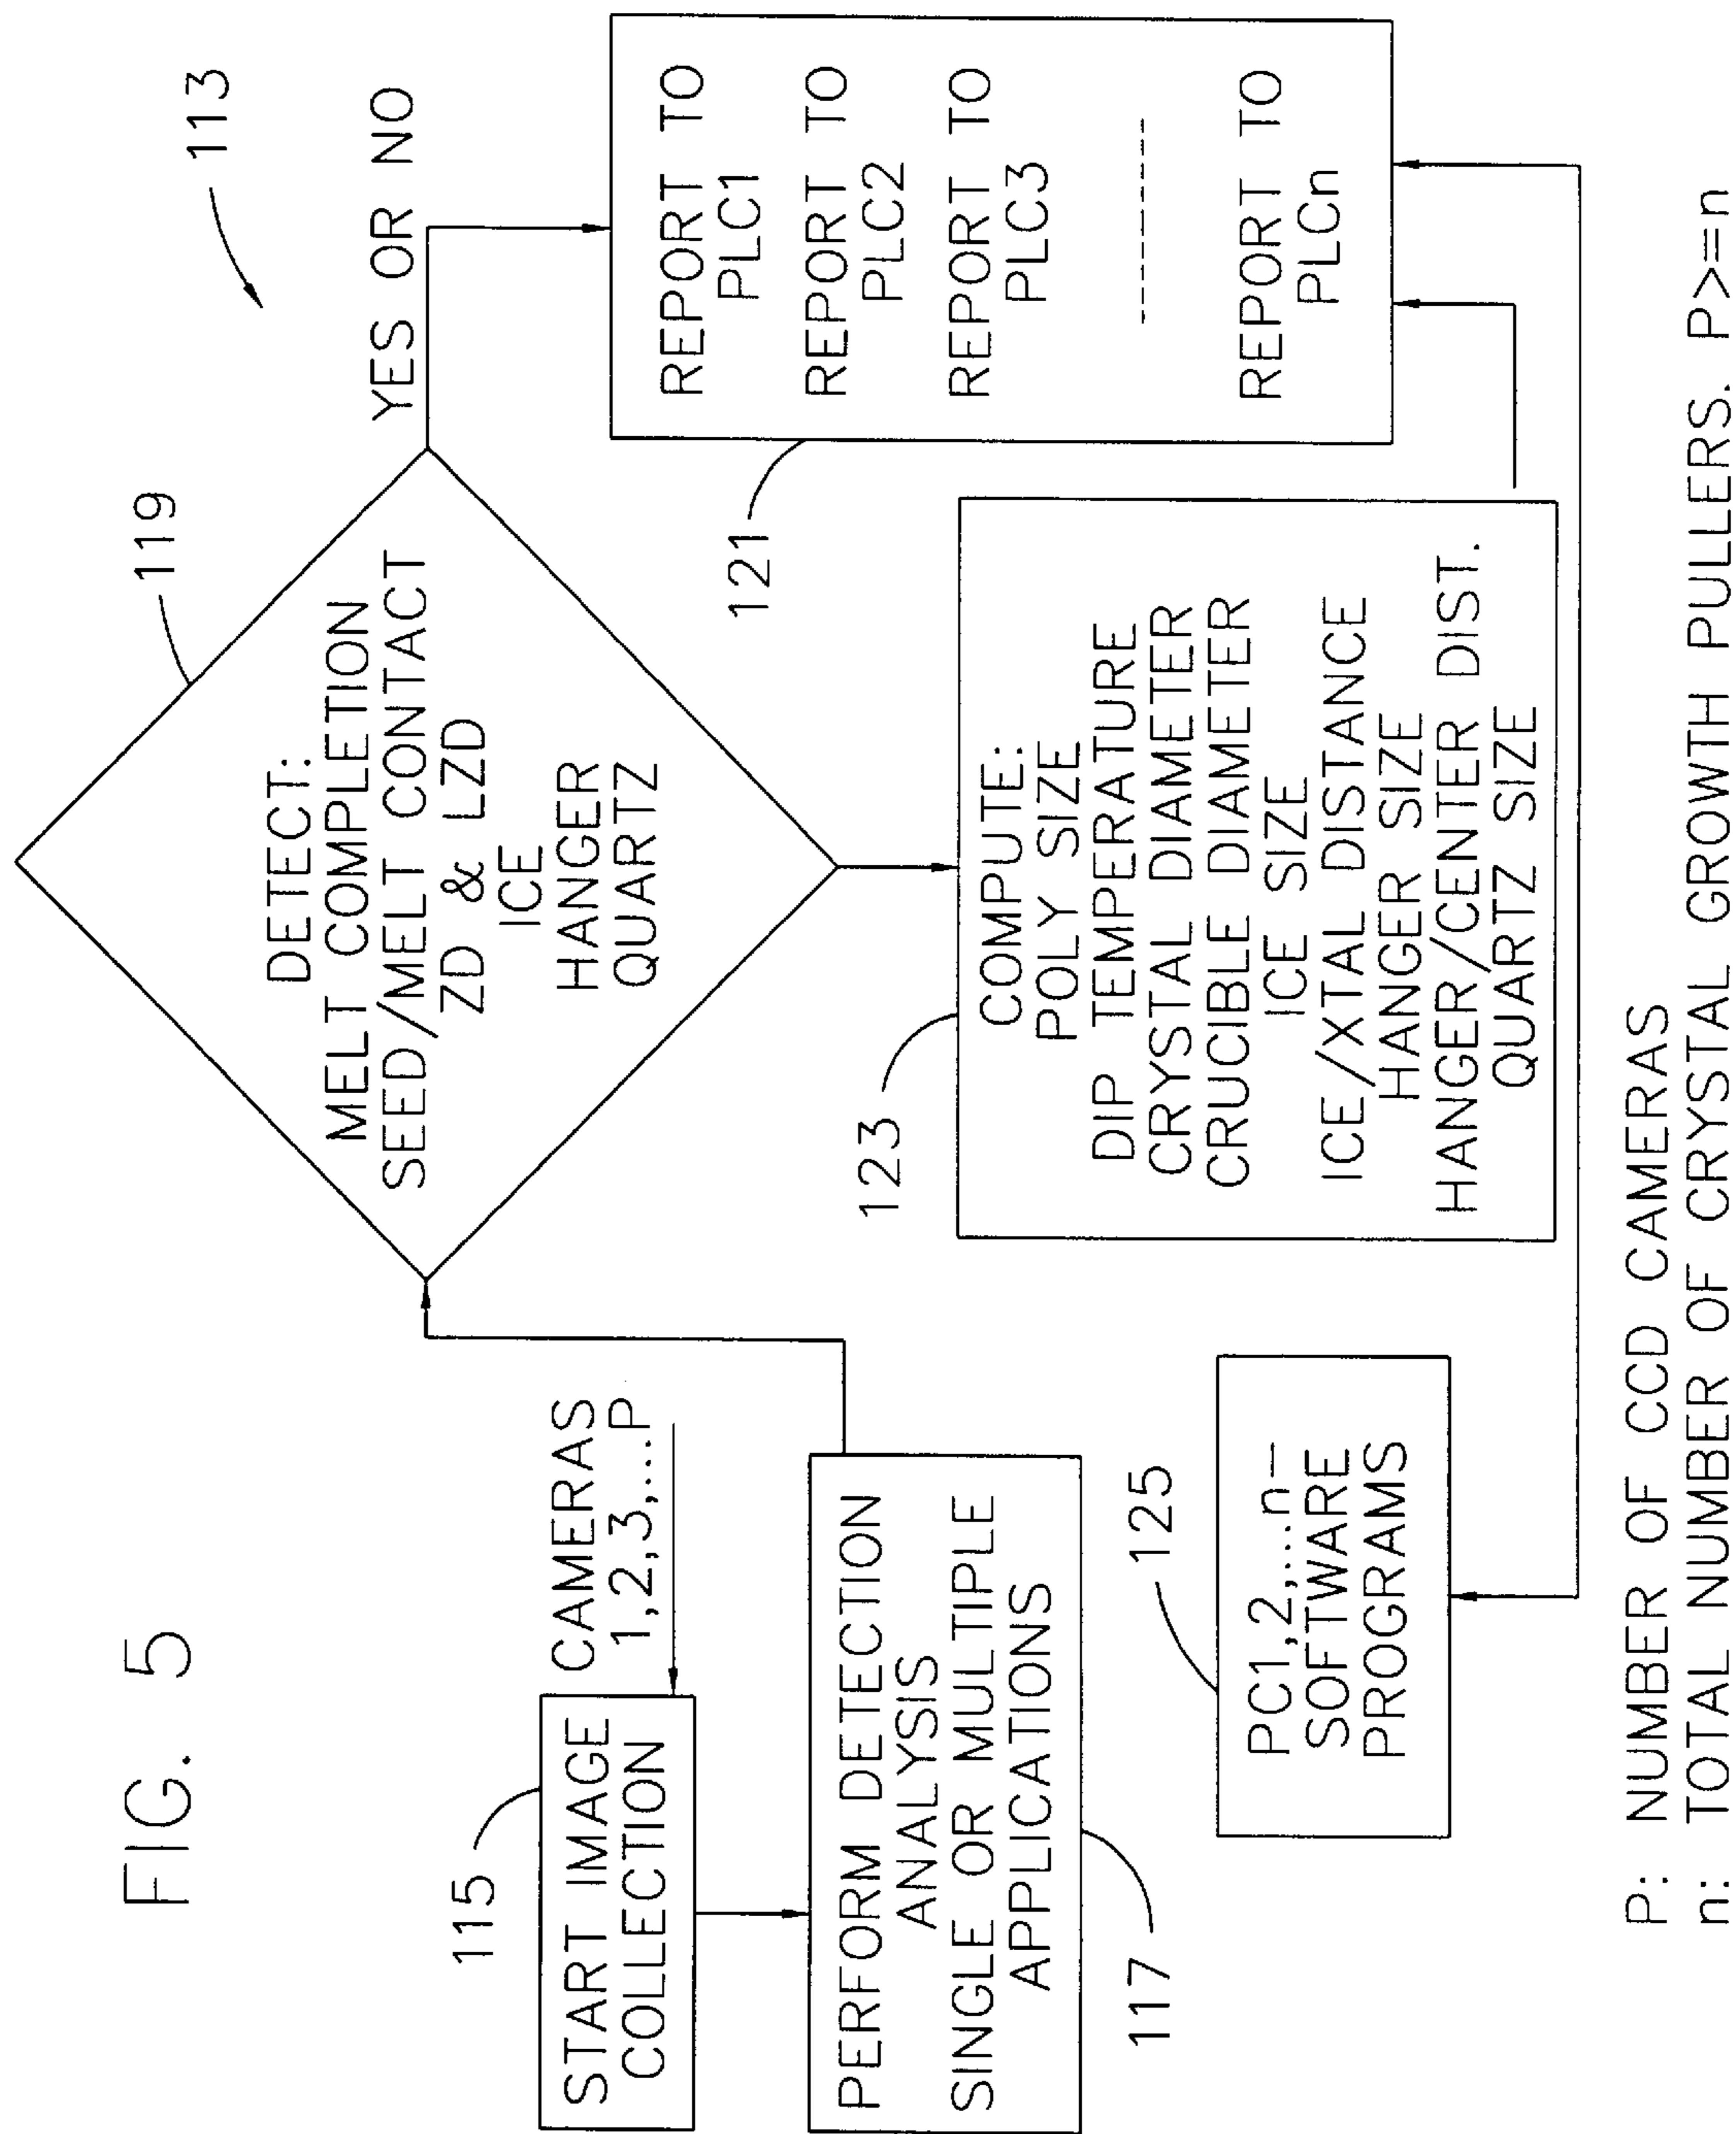 FIG. 5
113
115
START IMAGE
COLLECTION
CAMERAS
1,2,3,...P
PERFORM DETECTION
ANALYSIS
SINGLE OR MULTIPLE
APPLICATIONS
117
119
DETECT:
MELT COMPLETION
SEED/MELT CONTACT
ZD & LZD
ICE
HANGER
QUARTZ
YES OR NO
121
REPORT TO
PLC1
REPORT TO
PLC2
REPORT TO
PLC3
REPORT TO
PLCn
123
COMPUTE:
POLY SIZE
DIP TEMPERATURE
CRYSTAL DIAMETER
CRUCIBLE DIAMETER
ICE SIZE
ICE/XTAL DISTANCE
HANGER SIZE
HANGER/CENTER DIST.
QUARTZ SIZE
125
PC1,2,...n-
SOFTWARE
PROGRAMS
P: NUMBER OF CCD CAMERAS
n: TOTAL NUMBER OF CRYSTAL GROWTH PULLERS. P>=n